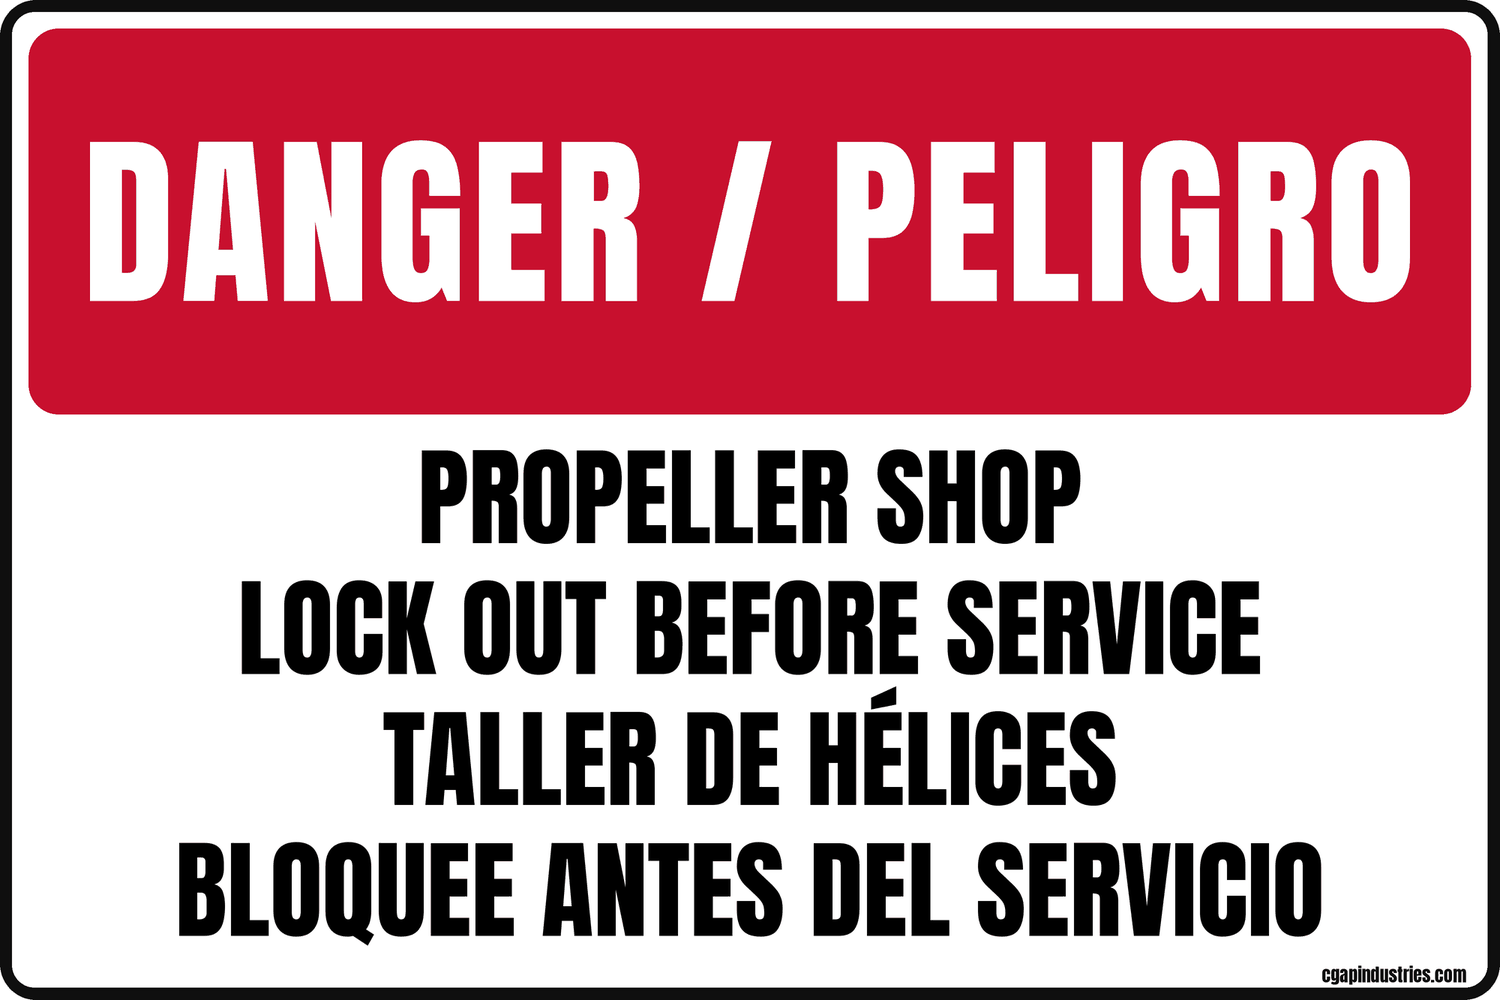 DANGER / PELIGRO
PROPELLER SHOP
LOCK OUT BEFORE SERVICE
TALLER DE HÉLICES
BLOQUEE ANTES DEL SERVICIO
cgapindustries.com